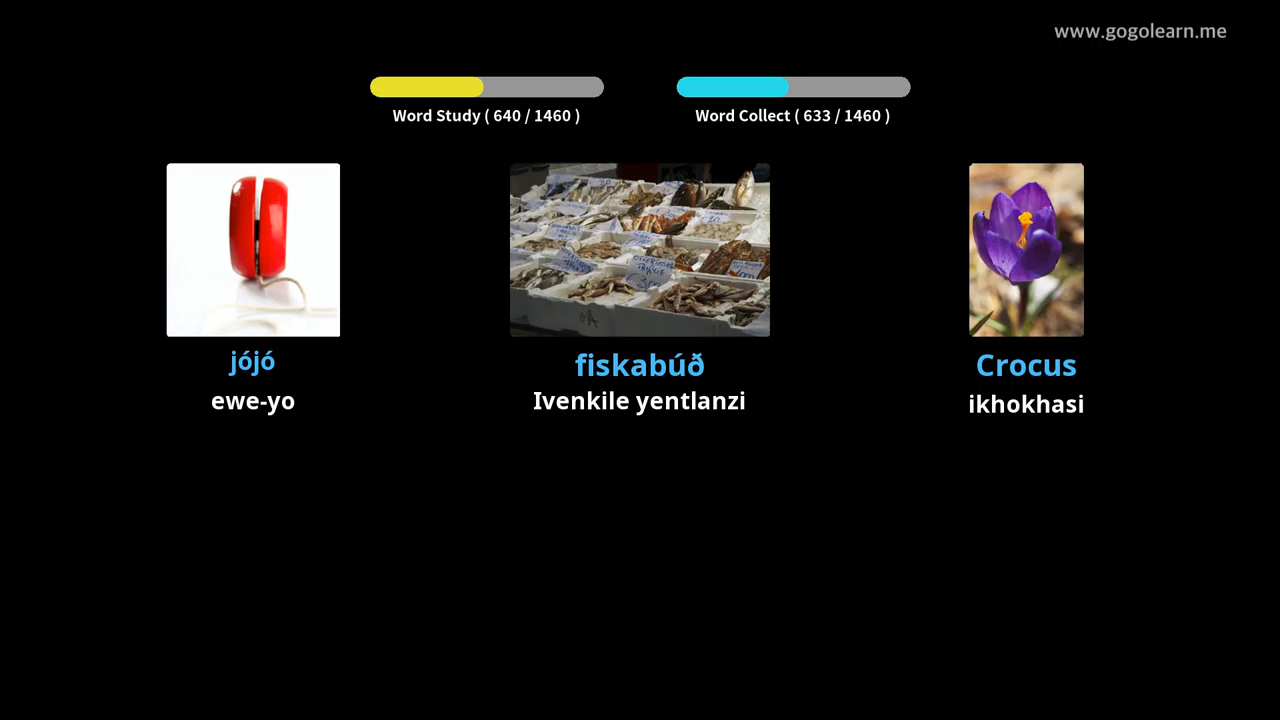 www.gogolearn.me
Word Study ( 640 / 1460 )
Word Collect ( 633 / 1460 )
jójó
fiskabúð
Crocus
ewe-yo
Ivenkile yentlanzi
ikhokhasi